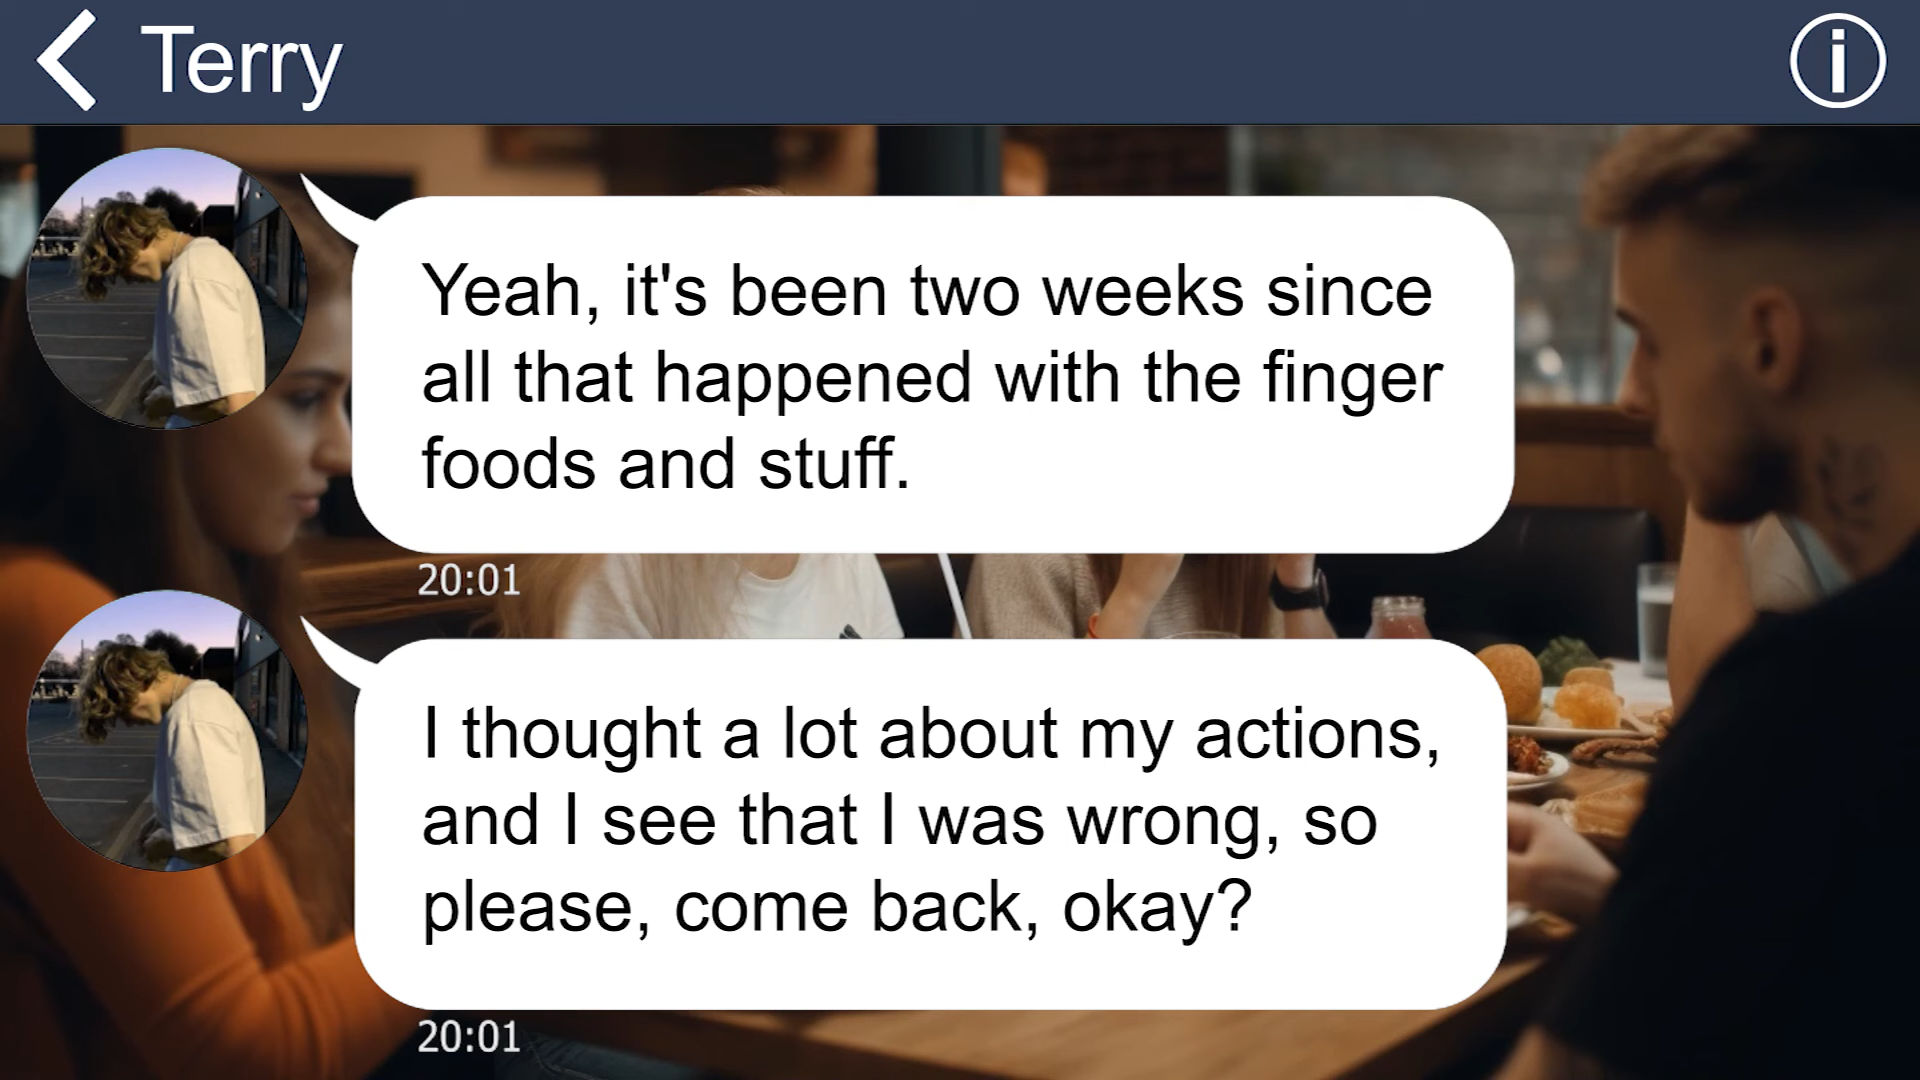 Terry
Yeah, it's been two weeks since
all that happened with the finger
foods and stuff.
20:01
I thought a lot about my actions,
and I see that I was wrong, so
please, come back, okay?
20:01